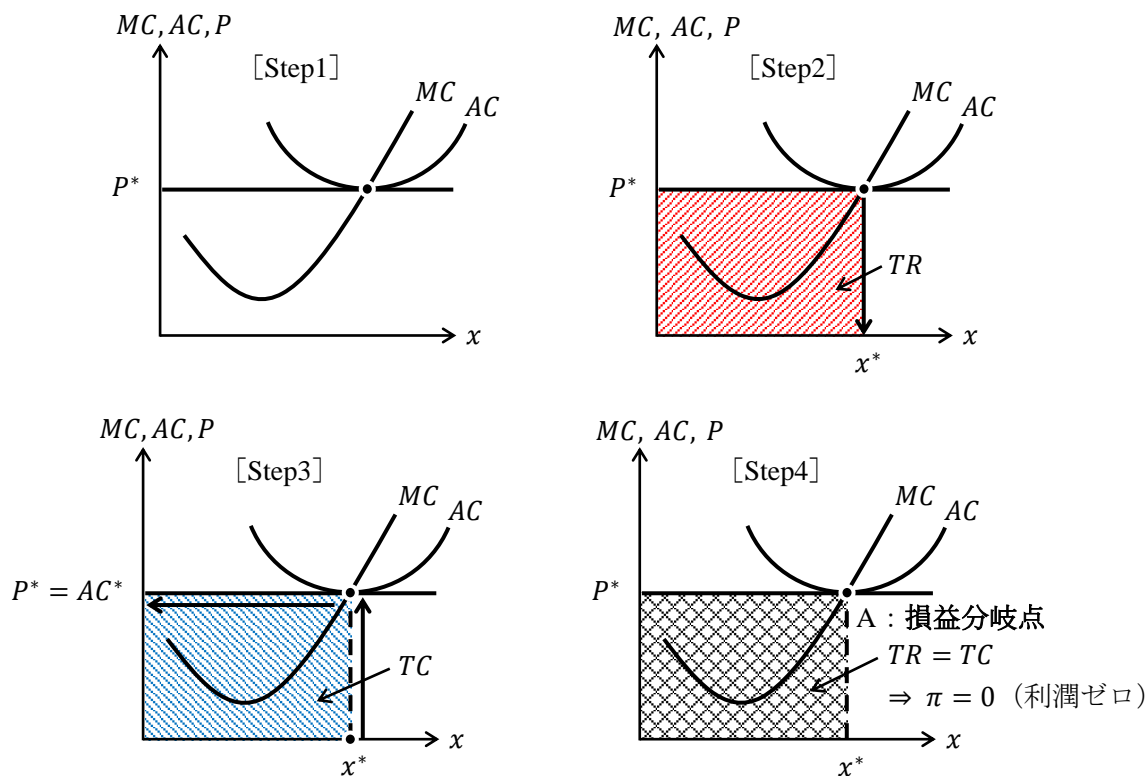 MC, AC, P
［Step1］
MC
AC
P*
x
MC, AC, P
［Step2］
MC
AC
P*
TR
x
x*
MC, AC, P
［Step3］
MC
AC
P* = AC*
TC
x
x*
MC, AC, P
［Step4］
MC
AC
P*
A：損益分岐点
TR = TC
⇒ π = 0（利潤ゼロ）
x
x*